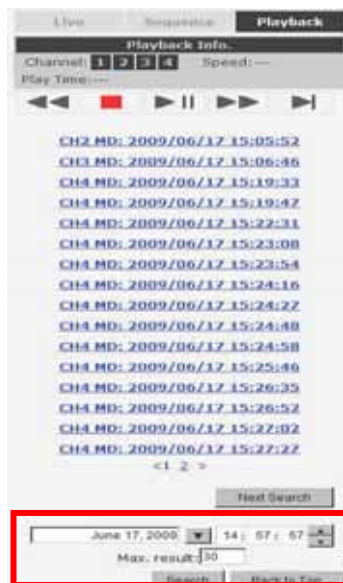 Live Sequence Playback
Playback Info.
Channel: 1 2 3 4 Speed:---
Play Time:---
CH2 MD: 2009/06/17 15:05:52
CH3 MD: 2009/06/17 15:06:46
CH4 MD: 2009/06/17 15:19:33
CH4 MD: 2009/06/17 15:19:47
CH4 MD: 2009/06/17 15:22:31
CH4 MD: 2009/06/17 15:23:08
CH4 MD: 2009/06/17 15:23:54
CH4 MD: 2009/06/17 15:24:16
CH4 MD: 2009/06/17 15:24:27
CH4 MD: 2009/06/17 15:24:48
CH4 MD: 2009/06/17 15:24:58
CH4 MD: 2009/06/17 15:25:46
CH4 MD: 2009/06/17 15:26:35
CH4 MD: 2009/06/17 15:26:52
CH4 MD: 2009/06/17 15:27:02
CH4 MD: 2009/06/17 15:27:27
<1 2 >
Next Search
June 17, 2009 14: 57: 57
Max. result: 30
Search Back to Top